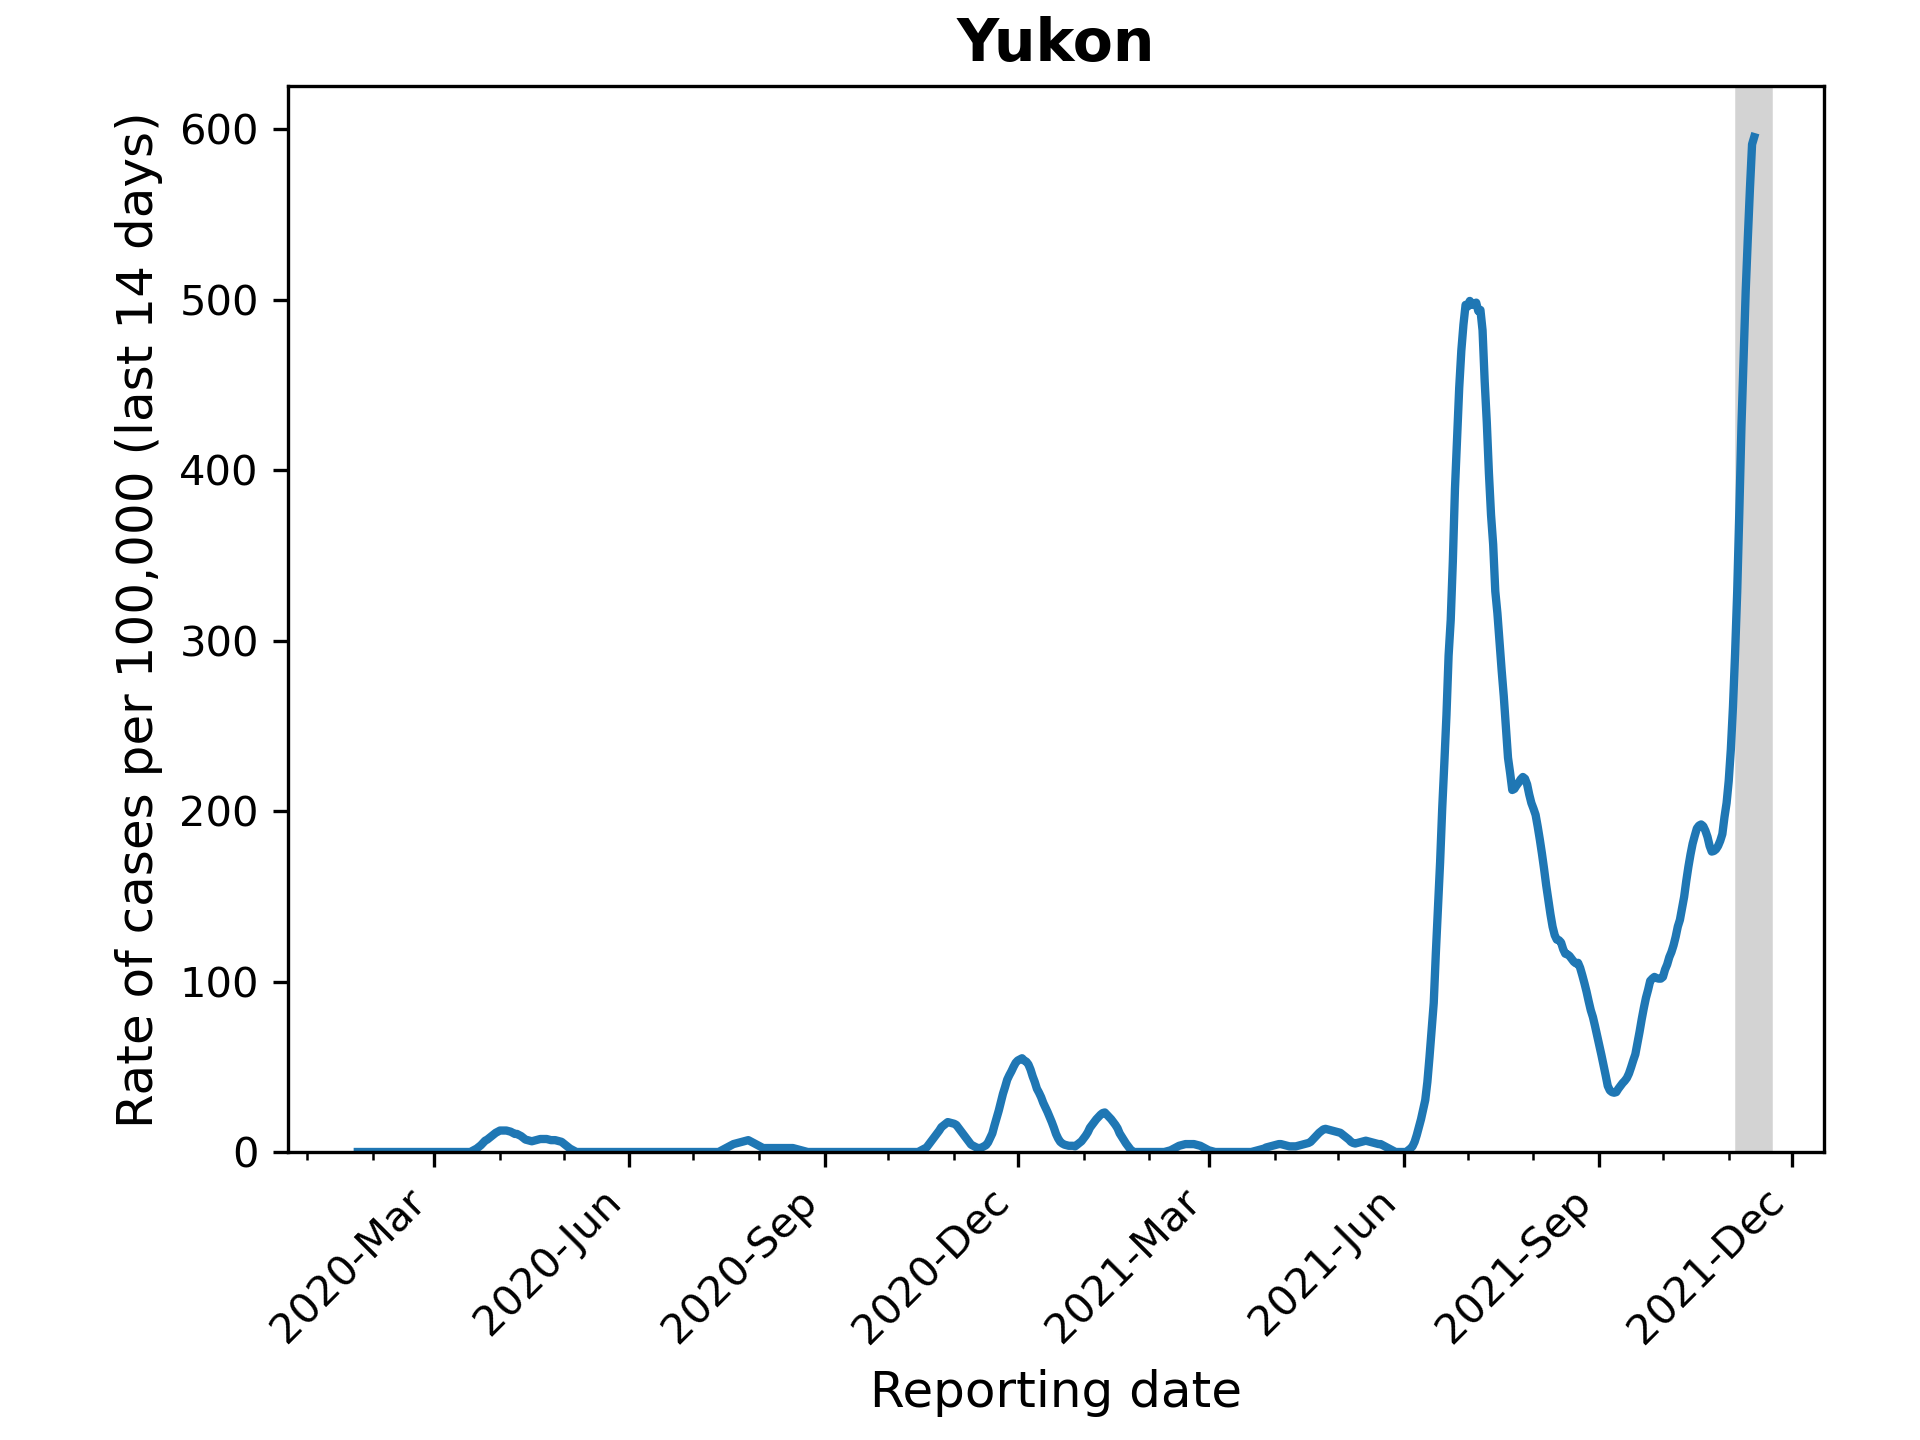 Yukon
Rate of cases per 100,000 (last 14 days)
600
500
400
300
200
100
0
2020-Mar
2020-Jun
2020-Sep
2020-Dec
2021-Mar
2021-Jun
2021-Sep
2021-Dec
Reporting date